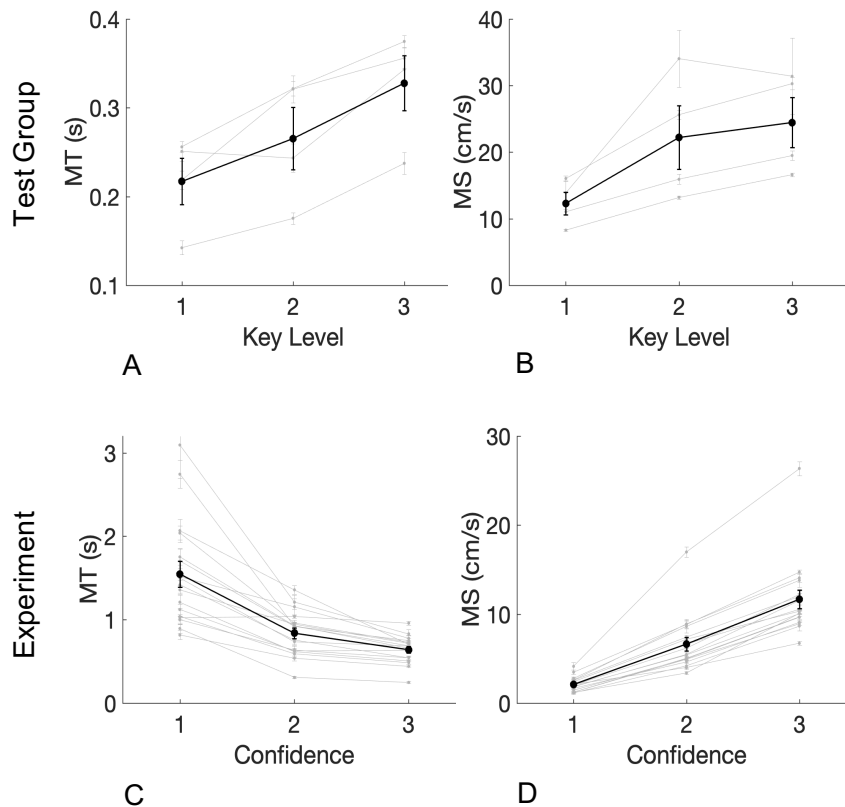 Test Group
MT (s)
0.4
0.3
0.2
0.1
1 2 3
Key Level
A
MS (cm/s)
40
30
20
10
0
1 2 3
Key Level
B
Experiment
MT (s)
3
2
1
0
1 2 3
Confidence
C
MS (cm/s)
30
20
10
0
1 2 3
Confidence
D